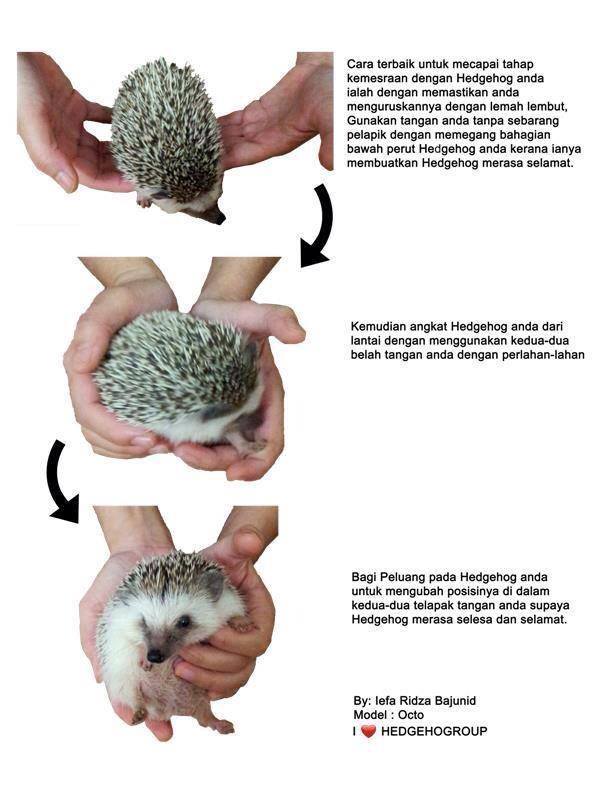 Cara terbaik untuk mecapai tahap
kemesraan dengan Hedgehog anda
ialah dengan memastikan anda
menguruskannya dengan lemah lembut,
Gunakan tangan anda tanpa sebarang
pelapik dengan memegang bahagian
bawah perut Hedgehog anda kerana ianya
membuatkan Hedgehog merasa selamat.
Kemudian angkat Hedgehog anda dari
lantai dengan menggunakan kedua-dua
belah tangan anda dengan perlahan-lahan
Bagi Peluang pada Hedgehog anda
untuk mengubah posisinya di dalam
kedua-dua telapak tangan anda supaya
Hedgehog merasa selesa dan selamat.
By: Iefa Ridza Bajunid
Model : Octo
I ❤️ HEDGEHOGROUP